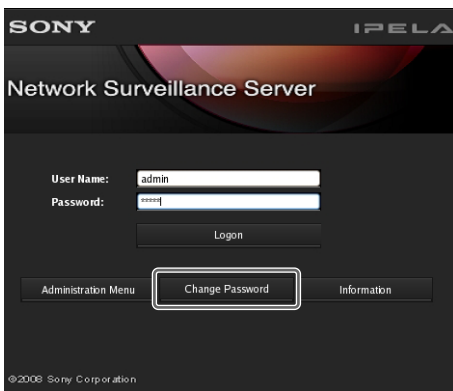 SONY
IPELA
Network Surveillance Server
User Name: admin
Password: *****
Logon
Administration Menu
Change Password
Information
©2008 Sony Corporation